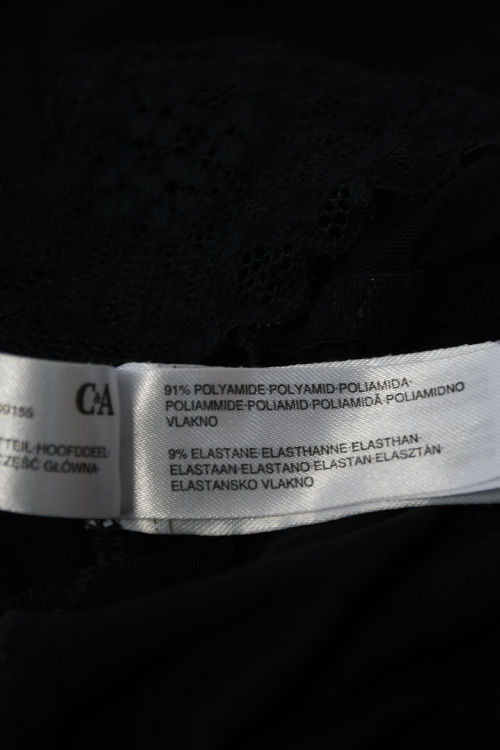 C&A
TTEIL·HOOFDDEEL·
CZĘŚĆ GŁÓWNA·
91% POLYAMIDE·POLYAMID·POLIAMIDA·
POLIAMMIDE·POLIAMID·POLIAMIDĂ·POLIAMIDNO
VLAKNO
9% ELASTANE·ELASTHANNE·ELASTHAN·
ELASTAAN·ELASTANO·ELASTAN·ELASZTÁN·
ELASTANSKO VLAKNO